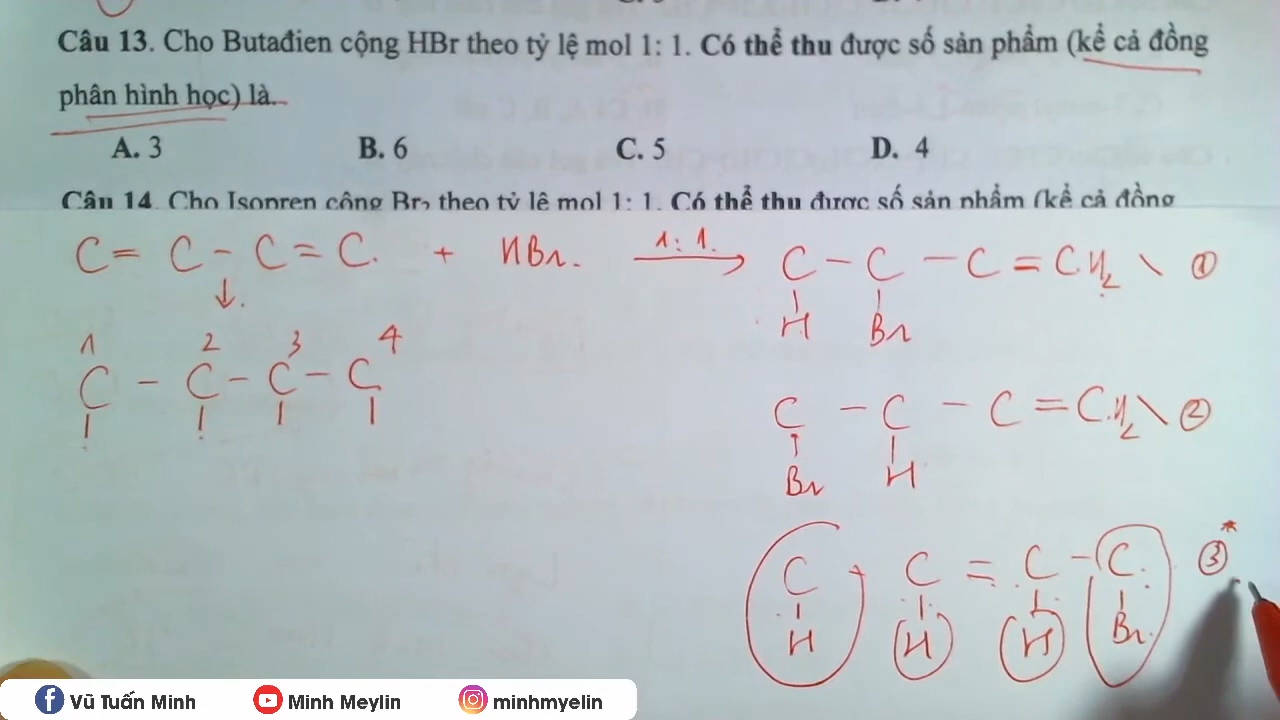 Câu 13. Cho Butađien cộng HBr theo tỷ lệ mol 1: 1. Có thể thu được số sản phẩm (kể cả đồng
phân hình học) là.
A. 3 B. 6 C. 5 D. 4
Câu 14. Cho Isopren cộng Br₂ theo tỷ lệ mol 1: 1. Có thể thu được số sản phẩm (kể cả đồng
C = C - C = C. + HBr. 1:1. C - C - C = CH₂ ①
H Br
1 2 3 4
C - C - C - C
C - C - C = CH₂ ②
Br H
C + C = C - C ③*
H H H Br
Vũ Tuấn Minh Minh Meylin minhmyelin